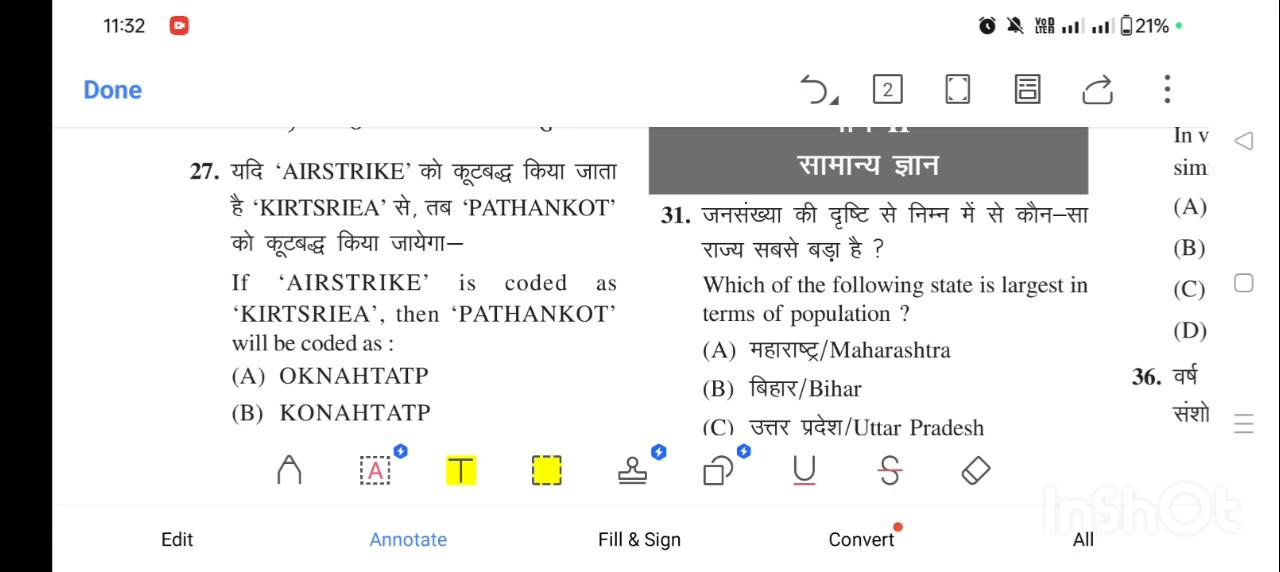 11:32
VoD
LTE2
21%
Done
2
27. यदि ‘AIRSTRIKE’ को कूटबद्ध किया जाता
है ‘KIRTSRIEA’ से, तब ‘PATHANKOT’
को कूटबद्ध किया जायेगा–
If ‘AIRSTRIKE’ is coded as
‘KIRTSRIEA’, then ‘PATHANKOT’
will be coded as :
(A) OKNAHTATP
(B) KONAHTATP
सामान्य ज्ञान
31. जनसंख्या की दृष्टि से निम्न में से कौन–सा
राज्य सबसे बड़ा है ?
Which of the following state is largest in
terms of population ?
(A) महाराष्ट्र/Maharashtra
(B) बिहार/Bihar
(C) उत्तर प्रदेश/Uttar Pradesh
In v
sim
(A)
(B)
(C)
(D)
36. वर्ष
संशो
A
T
U
S
Edit
Annotate
Fill & Sign
Convert
All
InShOt